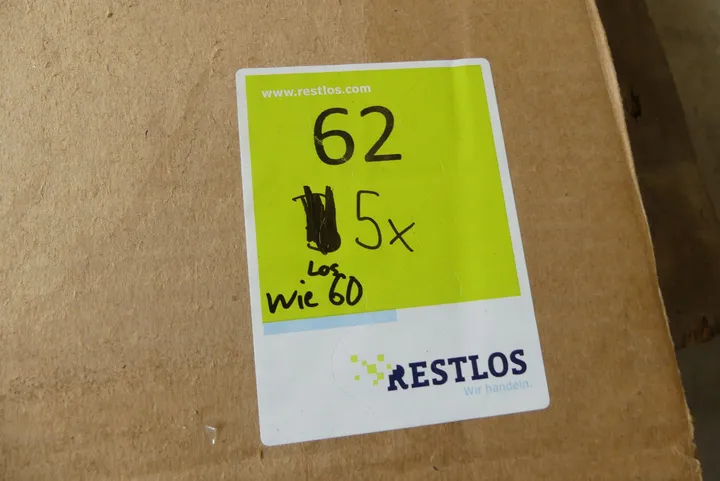 www.restlos.com
62
5x
Los
wie 60
RESTLOS
Wir handeln.